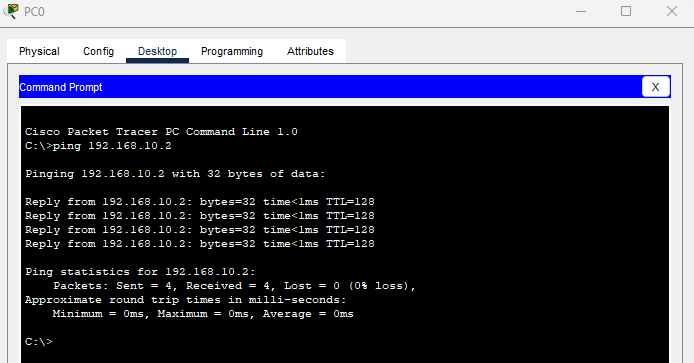 PC0
Physical Config Desktop Programming Attributes
Command Prompt
X
Cisco Packet Tracer PC Command Line 1.0
C:\>ping 192.168.10.2
Pinging 192.168.10.2 with 32 bytes of data:
Reply from 192.168.10.2: bytes=32 time<1ms TTL=128
Reply from 192.168.10.2: bytes=32 time<1ms TTL=128
Reply from 192.168.10.2: bytes=32 time<1ms TTL=128
Reply from 192.168.10.2: bytes=32 time<1ms TTL=128
Ping statistics for 192.168.10.2:
    Packets: Sent = 4, Received = 4, Lost = 0 (0% loss),
Approximate round trip times in milli-seconds:
    Minimum = 0ms, Maximum = 0ms, Average = 0ms
C:\>